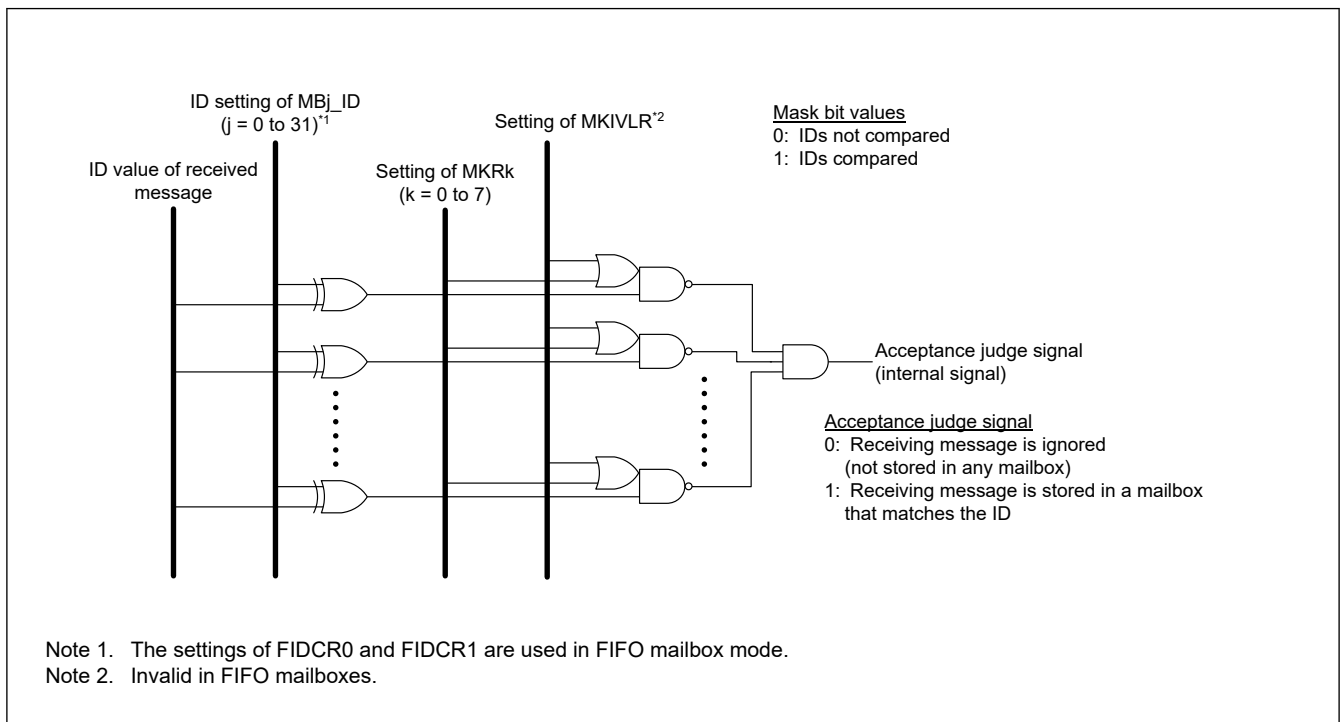 ID setting of MBj_ID
(j = 0 to 31)*1
Setting of MKIVLR*2
Mask bit values
0: IDs not compared
1: IDs compared
ID value of received
message
Setting of MKRk
(k = 0 to 7)
Acceptance judge signal
(internal signal)
Acceptance judge signal
0: Receiving message is ignored
(not stored in any mailbox)
1: Receiving message is stored in a mailbox
that matches the ID
Note 1. The settings of FIDCR0 and FIDCR1 are used in FIFO mailbox mode.
Note 2. Invalid in FIFO mailboxes.